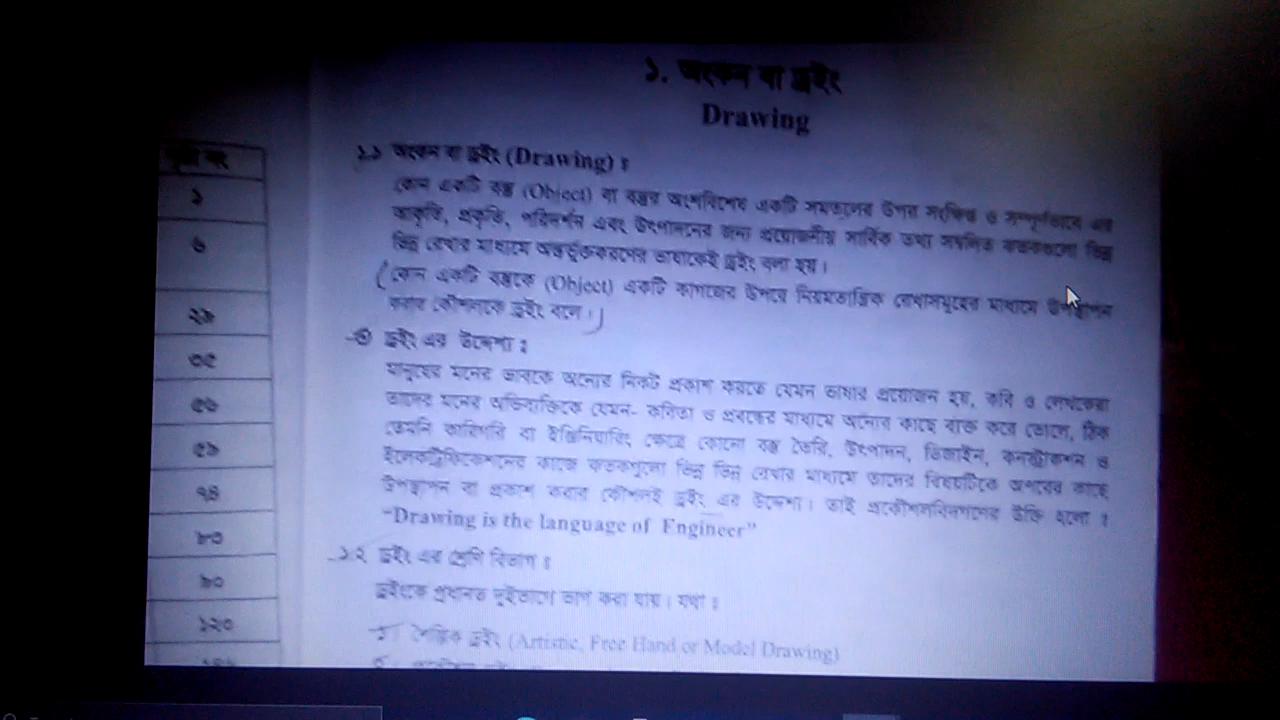 ১. অংকন বা ড্রইং
Drawing
পৃষ্ঠা নং
১
৬
২৯
৩৫
৫৬
৫৯
৭৪
৮৩
৯০
১২৩
১.১ অংকন বা ড্রইং (Drawing) ঃ
কোন একটি বস্তু (Object) বা বস্তুর অংশবিশেষ একটি সমতলের উপর সংক্ষিপ্ত ও সম্পূর্ণভাবে এর
আকৃতি, প্রকৃতি, পরিদর্শন এবং উৎপাদনের জন্য প্রয়োজনীয় সার্বিক তথ্য সম্বলিত কতকগুলো ভিন্ন
ভিন্ন রেখার মাধ্যমে অন্তর্ভুক্তকরনের ভাষাকেই ড্রইং বলা হয়।
(কোন একটি বস্তুকে (Object) একটি কাগজের উপরে নিয়মতান্ত্রিক রেখাসমূহের মাধ্যমে উপস্থাপন
করার কৌশলকে ড্রইং বলে।)
ড্রইং এর উদ্দেশ্য ঃ
মানুষের মনের ভাবকে অন্যের নিকট প্রকাশ করতে যেমন ভাষার প্রয়োজন হয়, কবি ও লেখকেরা
তাদের মনের অভিব্যক্তিকে যেমন- কবিতা ও প্রবন্ধের মাধ্যমে অন্যের কাছে ব্যক্ত করে তোলে, ঠিক
তেমনি কারিগরি বা ইঞ্জিনিয়ারিং ক্ষেত্রে কোনো বস্তু তৈরি, উৎপাদন, ডিজাইন, কনস্ট্রাকশন ও
ইলেকট্রিফিকেশনের কাজে কতকগুলো ভিন্ন ভিন্ন রেখার মাধ্যমে তাদের বিষয়টিকে অপরের কাছে
উপস্থাপন বা প্রকাশ করার কৌশলই ড্রইং এর উদ্দেশ্য। তাই প্রকৌশলবিদগণের উক্তি হলো ঃ
“Drawing is the language of Engineer”
১.২ ড্রইং এর শ্রেণি বিভাগ ঃ
ড্রইংকে প্রধানত দুইভাগে ভাগ করা যায়। যথা ঃ
১। নৈপ্লিক ড্রইং (Artistic, Free Hand or Model Drawing)